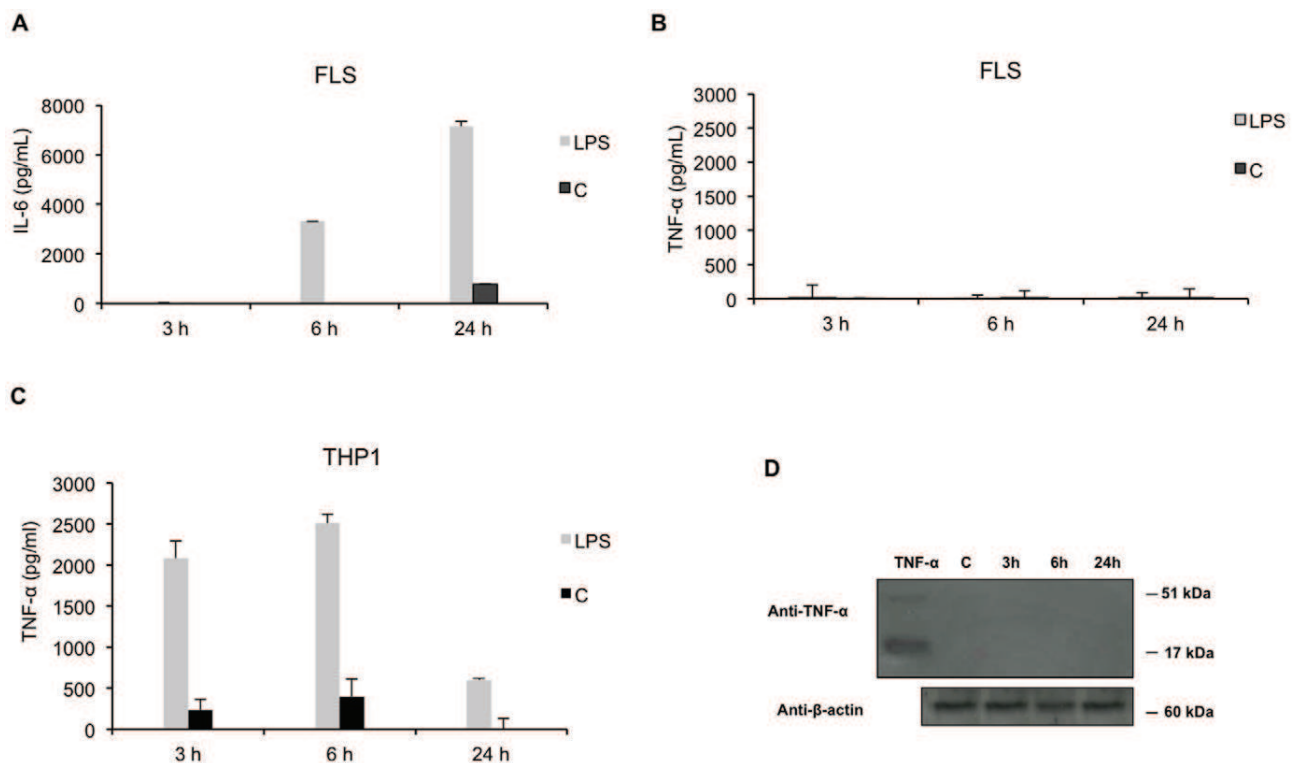 A
FLS
IL-6 (pg/mL)
8000
6000
4000
2000
0
3 h 6 h 24 h
LPS
C
B
FLS
TNF-α (pg/mL)
3000
2500
2000
1500
1000
500
0
3 h 6 h 24 h
LPS
C
C
THP1
TNF-α (pg/ml)
3000
2500
2000
1500
1000
500
0
3 h 6 h 24 h
LPS
C
D
TNF-α C 3h 6h 24h
Anti-TNF-α
— 51 kDa
— 17 kDa
Anti-β-actin
— 60 kDa